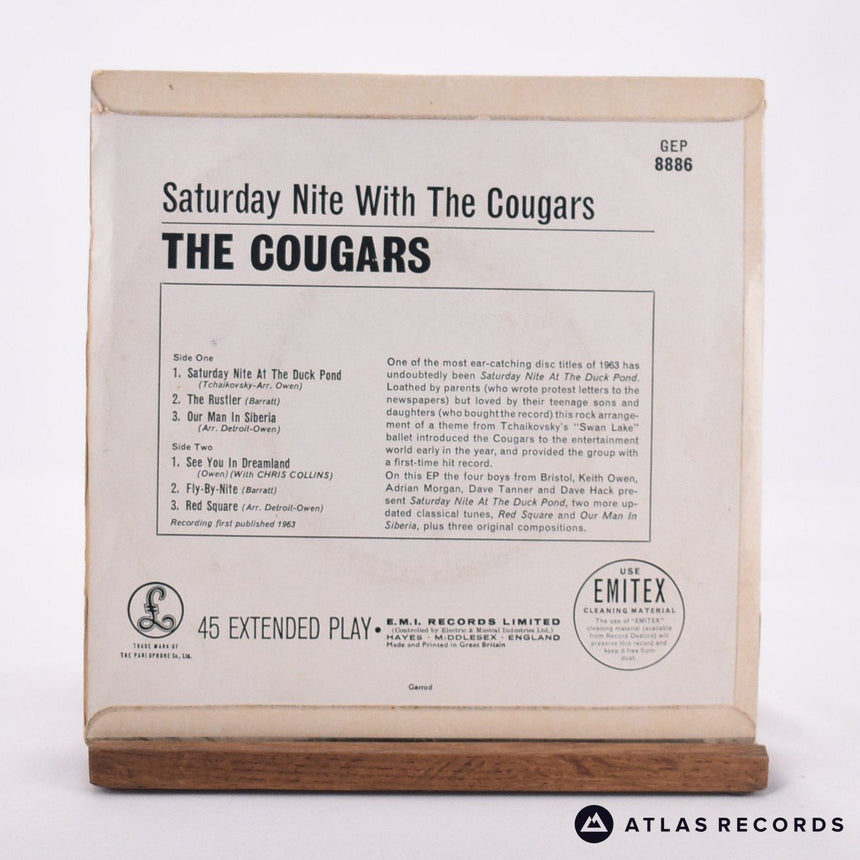 GEP
8886
Saturday Nite With The Cougars
THE COUGARS
Side One
1. Saturday Nite At The Duck Pond
(Tchaikovsky-Arr. Owen)
2. The Rustler (Barratt)
3. Our Man In Siberia
(Arr. Detroit-Owen)
Side Two
1. See You In Dreamland
(Owen) (With CHRIS COLLINS)
2. Fly-By-Nite (Barratt)
3. Red Square (Arr. Detroit-Owen)
Recording first published 1963
One of the most ear-catching disc titles of 1963 has
undoubtedly been Saturday Nite At The Duck Pond.
Loathed by parents (who wrote protest letters to the
newspapers) but loved by their teenage sons and
daughters (who bought the record) this rock arrange-
ment of a theme from Tchaikovsky's "Swan Lake"
ballet introduced the Cougars to the entertainment
world early in the year, and provided the group with
a first-time hit record.
On this EP the four boys from Bristol, Keith Owen,
Adrian Morgan, Dave Tanner and Dave Hack pre-
sent Saturday Nite At The Duck Pond, two more up-
dated classical tunes, Red Square and Our Man In
Siberia, plus three original compositions.
£
TRADE MARK OF
THE PARLOPHONE Co., Ltd.
45 EXTENDED PLAY •
E.M.I. RECORDS LIMITED
(Controlled by Electric & Musical Industries Ltd.)
HAYES · MIDDLESEX · ENGLAND
Made and Printed in Great Britain
USE
EMITEX
CLEANING MATERIAL
The use of "EMITEX"
cleaning material (available
from Record Dealers) will
preserve this record and
keep it free from
dust.
Garrod
ATLAS RECORDS